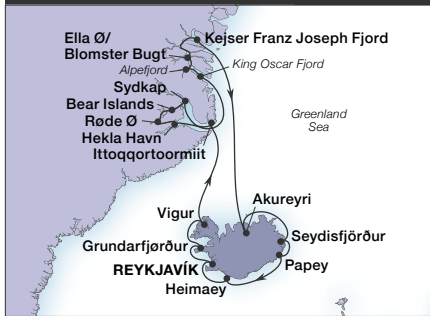 Ella Ø/
Blomster Bugt
Kejser Franz Joseph Fjord
Alpefjord
King Oscar Fjord
Sydkap
Bear Islands
Røde Ø
Hekla Havn
Ittoqqortoormiit
Greenland
Sea
Akureyri
Vigur
Seydisfjörður
Grundarfjørður
Papey
REYKJAVÍK
Heimaey